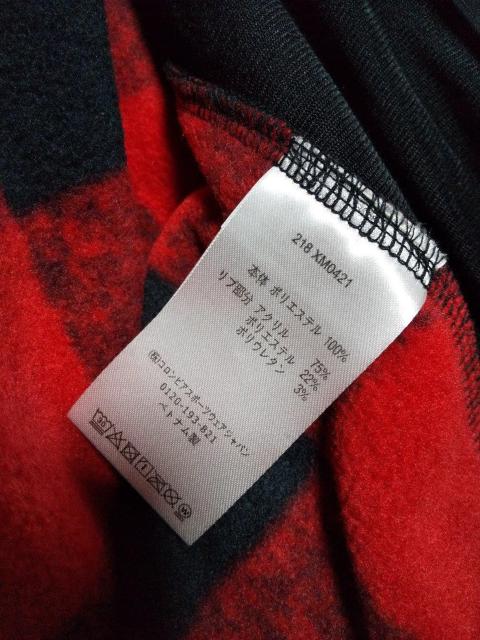 218 XM0421
本体 ポリエステル 100%
リブ部分 アクリル 75%
ポリエステル 22%
ポリウレタン 3%
(株)コロンビアスポーツウェアジャパン
0120-193-821
ベトナム製
30 W